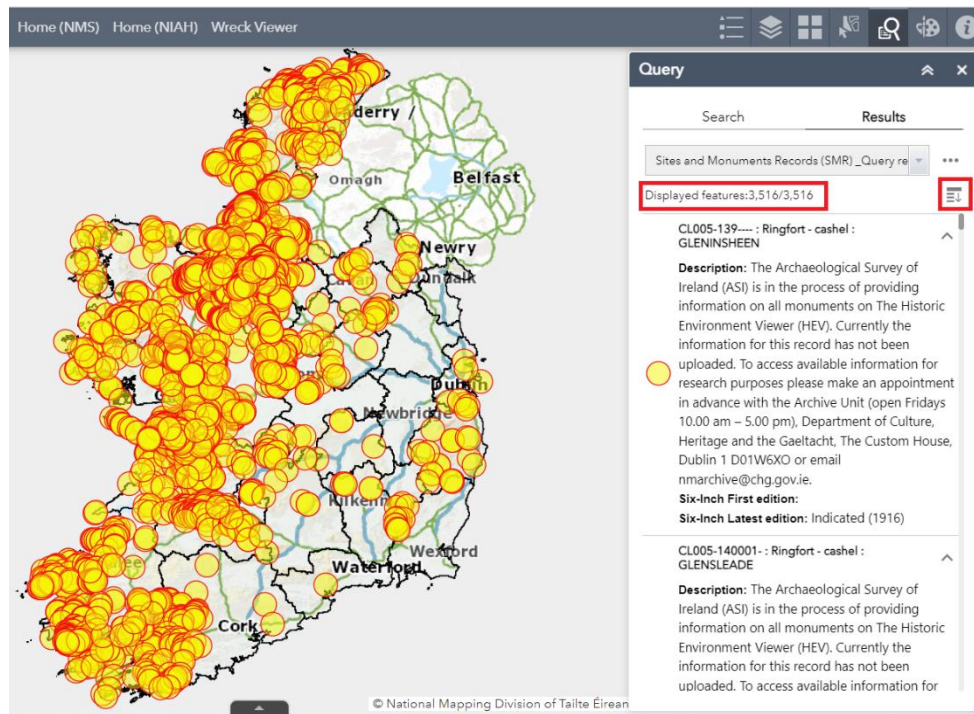 Home (NMS) Home (NIAH) Wreck Viewer
Query
Search Results
Sites and Monuments Records (SMR) _Query re
Displayed features:3,516/3,516
CL005-139---- : Ringfort - cashel :
GLENINSHEEN
Description: The Archaeological Survey of
Ireland (ASI) is in the process of providing
information on all monuments on The Historic
Environment Viewer (HEV). Currently the
information for this record has not been
uploaded. To access available information for
research purposes please make an appointment
in advance with the Archive Unit (open Fridays
10.00 am – 5.00 pm), Department of Culture,
Heritage and the Gaeltacht, The Custom House,
Dublin 1 D01W6XO or email
nmarchive@chg.gov.ie.
Six-Inch First edition:
Six-Inch Latest edition: Indicated (1916)
CL005-140001- : Ringfort - cashel :
GLENSLEADE
Description: The Archaeological Survey of
Ireland (ASI) is in the process of providing
information on all monuments on The Historic
Environment Viewer (HEV). Currently the
information for this record has not been
uploaded. To access available information for
derry /
Omagh
Belfast
Newry
Cavan
Dundalk
Dublin
Newbridge
Kilkenn
Wexford
Waterford
Cork
© National Mapping Division of Tailte Éirean